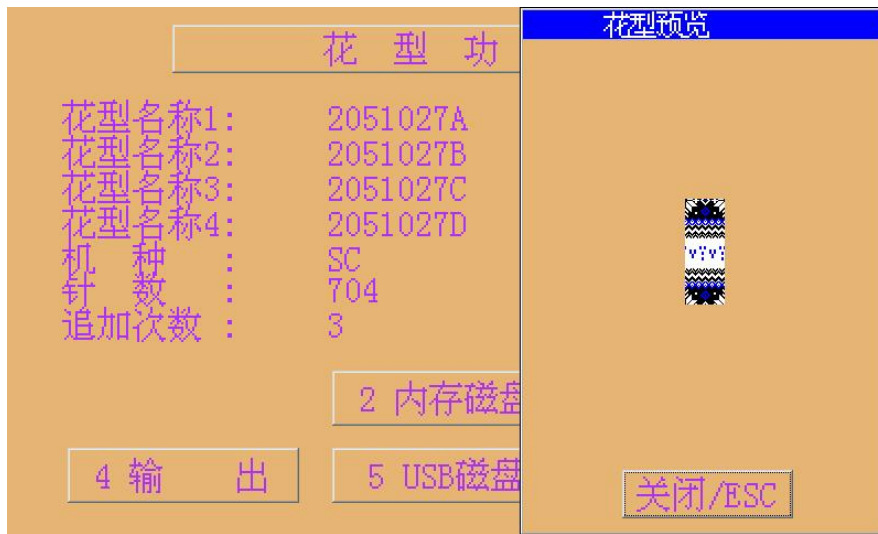 花 型 功
花型名称1: 2051027A
花型名称2: 2051027B
花型名称3: 2051027C
花型名称4: 2051027D
机 种 : SC
针 数 : 704
追加次数 : 3
2 内存磁盘
4 输 出
5 USB磁盘
花型预览
关闭/ESC